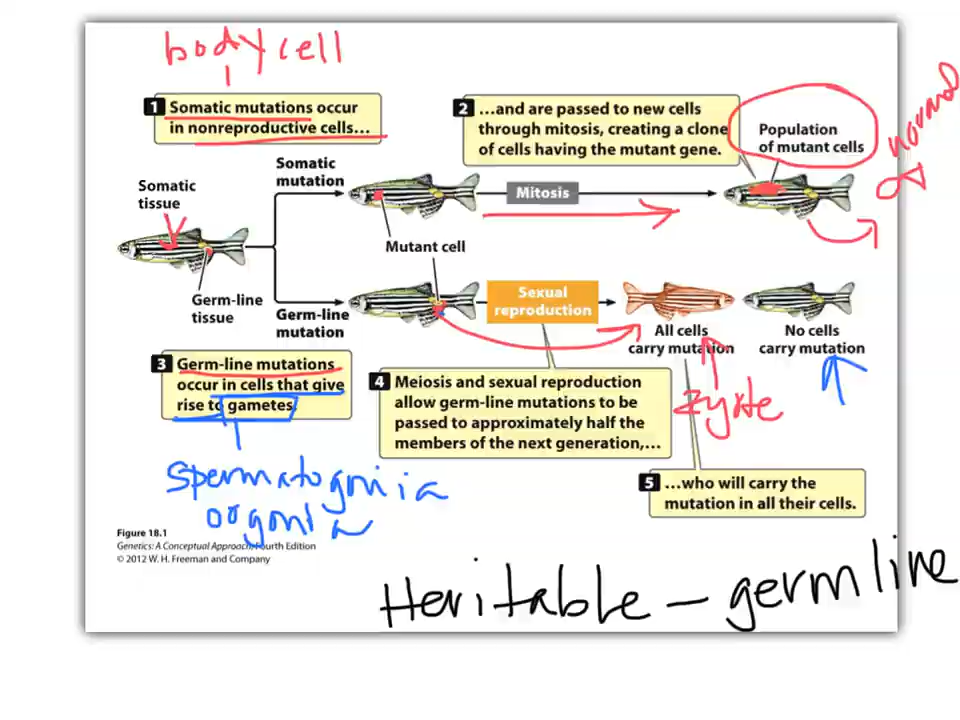 body cell
1 Somatic mutations occur
in nonreproductive cells...
2 ...and are passed to new cells
through mitosis, creating a clone
of cells having the mutant gene.
Population
of mutant cells
normal
Somatic
mutation
Somatic
tissue
Mitosis
Mutant cell
Germ-line
tissue
Germ-line
mutation
Sexual
reproduction
All cells
carry mutation
No cells
carry mutation
3 Germ-line mutations
occur in cells that give
rise to gametes.
4 Meiosis and sexual reproduction
allow germ-line mutations to be
passed to approximately half the
members of the next generation,...
zygote
5 ...who will carry the
mutation in all their cells.
spermatogonia
oogonia
Figure 18.1
Genetics: A Conceptual Approach, Fourth Edition
© 2012 W. H. Freeman and Company
Heritable - germline